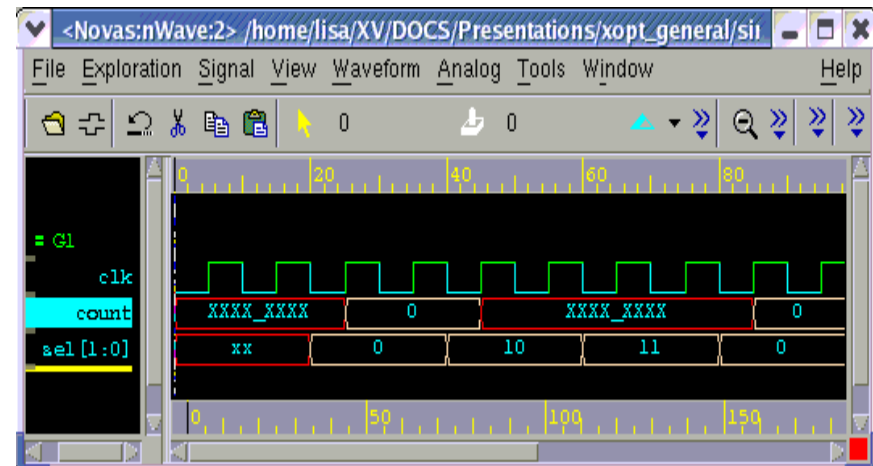 <Novas:nWave:2> /home/lisa/XV/DOCS/Presentations/xopt_general/sin
File Exploration Signal View Waveform Analog Tools Window Help
0 0
0 20 40 60 80
= G1
clk
count XXXX_XXXX 0 XXXX_XXXX 0
sel[1:0] xx 0 10 11 0
0 50 100 150